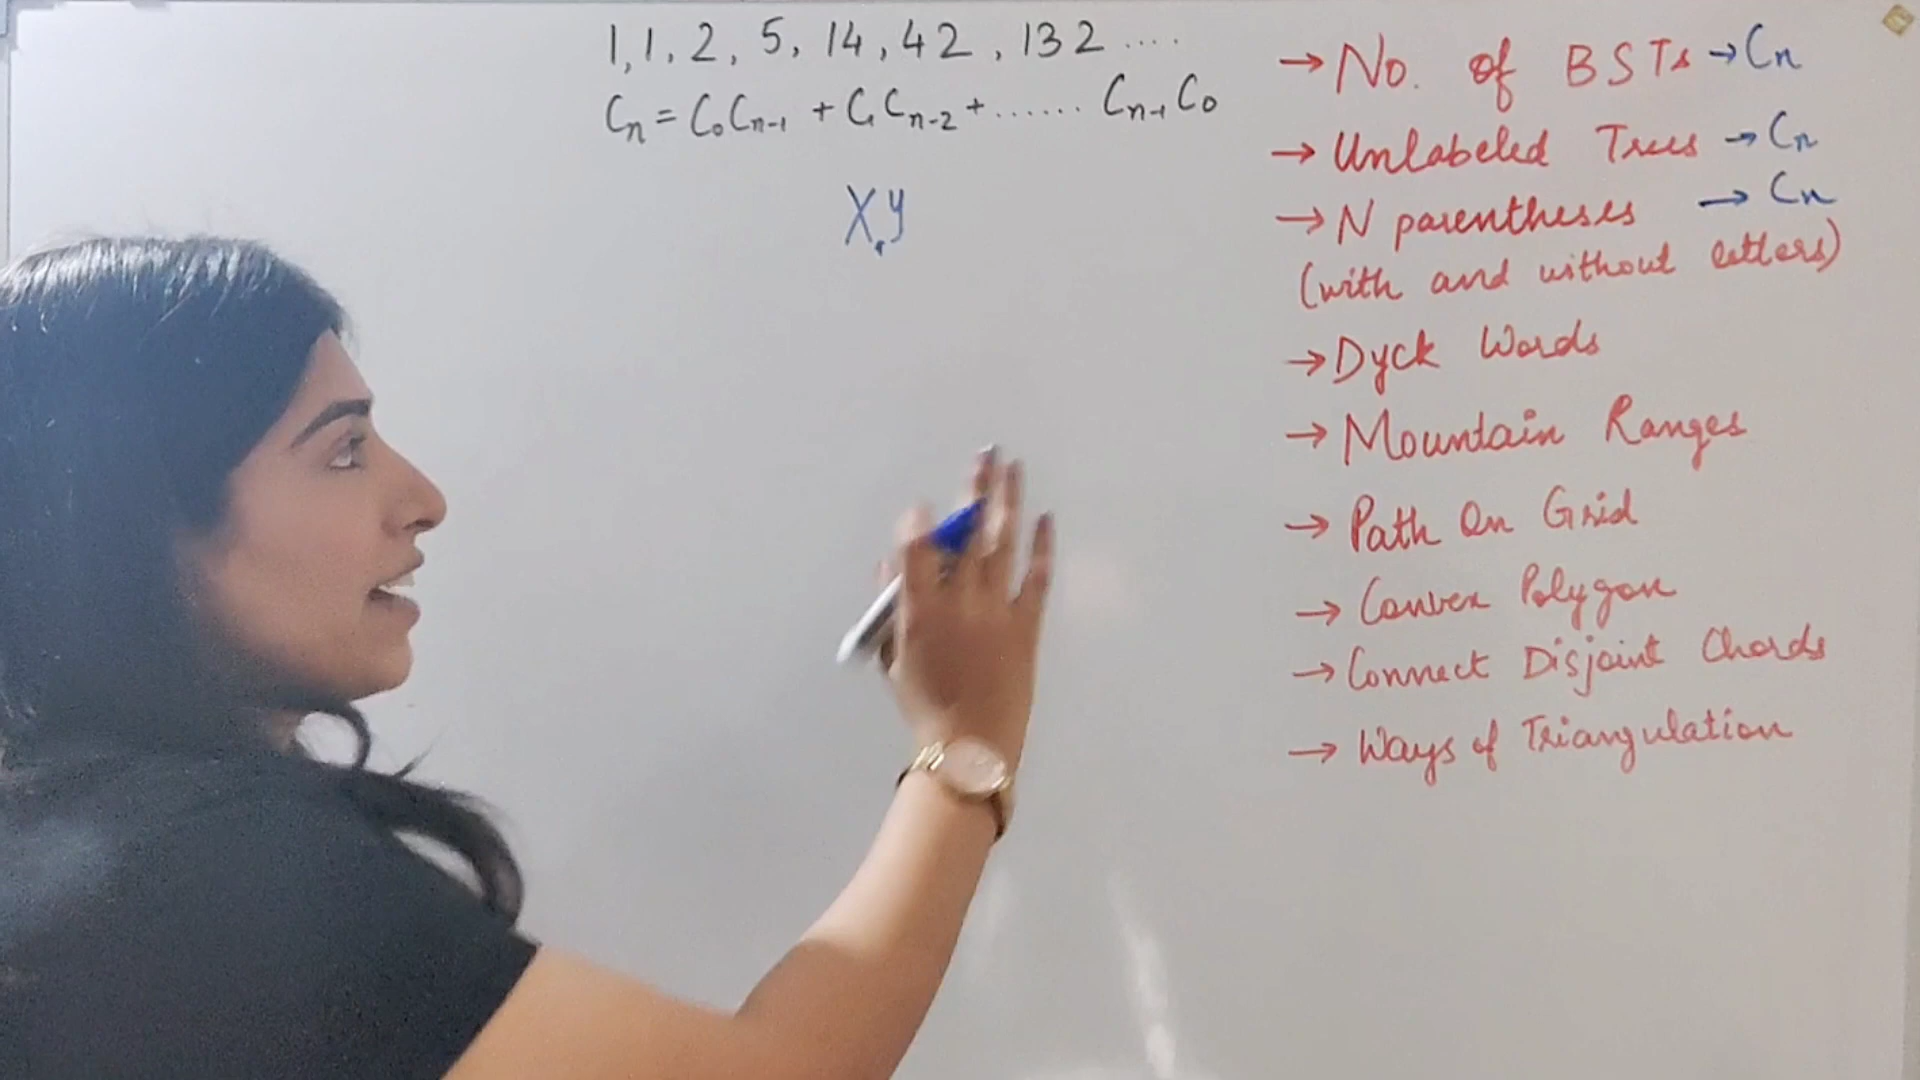 1, 1, 2, 5, 14, 42, 132 ....
Cn = C0Cn-1 + C1Cn-2 + ...... Cn-1C0
X, y
→ No. of BSTs → Cn
→ Unlabeled Trees → Cn
→ N parentheses → Cn
(with and without letters)
→ Dyck Words
→ Mountain Ranges
→ Path On Grid
→ Convex Polygon
→ Connect Disjoint Chords
→ Ways of Triangulation